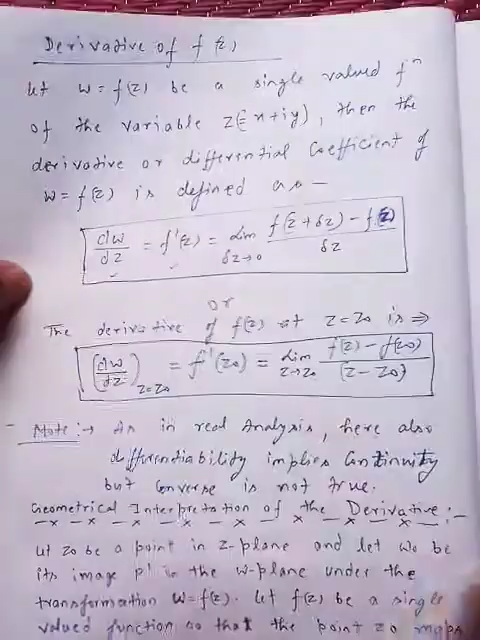 Derivative of f(z)
Let w = f(z) be a single valued fⁿ
of the variable z(= x+iy), then the
derivative or differential Coefficient of
w = f(z) is defined as –
dw/dz = f'(z) = lim δz→0 f(z+δz) – f(z) / δz
or
The derivative of f(z) at z=z0 is ⇒
(dw/dz) z=z0 = f'(z0) = lim z→z0 f(z) – f(z0) / (z – z0)
Note :→ As in real Analysis, here also
differentiability implies Continuity
but Converse is not true.
Geometrical Interpretation of the Derivative :–
Let z0 be a point in z-plane and let w0 be
its image p' in the w-plane under the
transformation w=f(z). Let f(z) be a single
valued function so that the point z0 maps